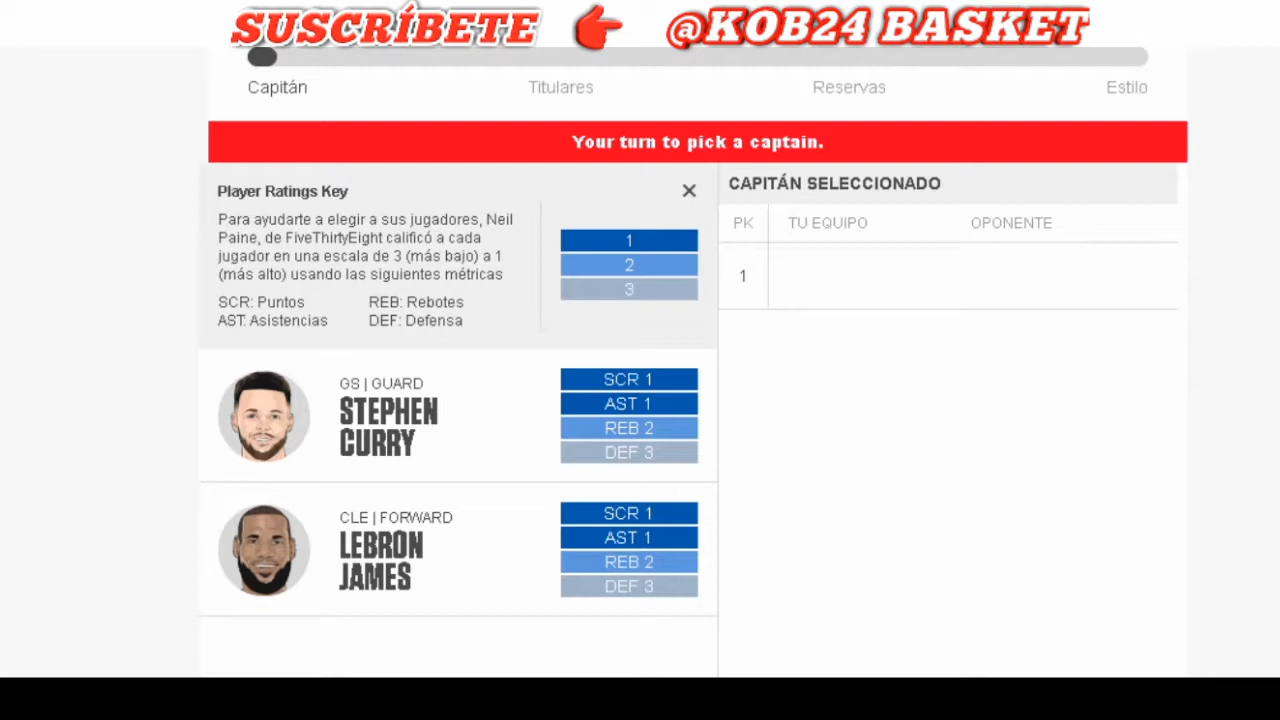 SUSCRÍBETE @KOB24 BASKET
Capitán Titulares Reservas Estilo
Your turn to pick a captain.
Player Ratings Key
Para ayudarte a elegir a sus jugadores, Neil
Paine, de FiveThirtyEight calificó a cada
jugador en una escala de 3 (más bajo) a 1
(más alto) usando las siguientes métricas
SCR: Puntos REB: Rebotes
AST: Asistencias DEF: Defensa
1
2
3
CAPITÁN SELECCIONADO
PK TU EQUIPO OPONENTE
1
GS | GUARD
STEPHEN
CURRY
SCR 1
AST 1
REB 2
DEF 3
CLE | FORWARD
LEBRON
JAMES
SCR 1
AST 1
REB 2
DEF 3